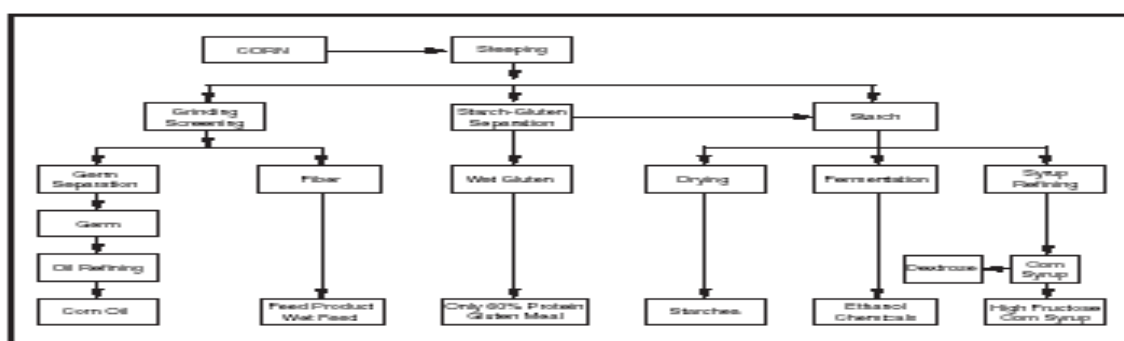 CORN
Steeping
Grinding
Screening
Starch-Gluten
Separation
Starch
Germ
Separation
Fiber
Wet Gluten
Drying
Fermentation
Syrup
Refining
Germ
Oil Refining
Dextrose
Corn
Syrup
Corn Oil
Feed Product
Wet Feed
Only 60% Protein
Gluten Meal
Starches
Ethanol
Chemicals
High Fructose
Corn Syrup